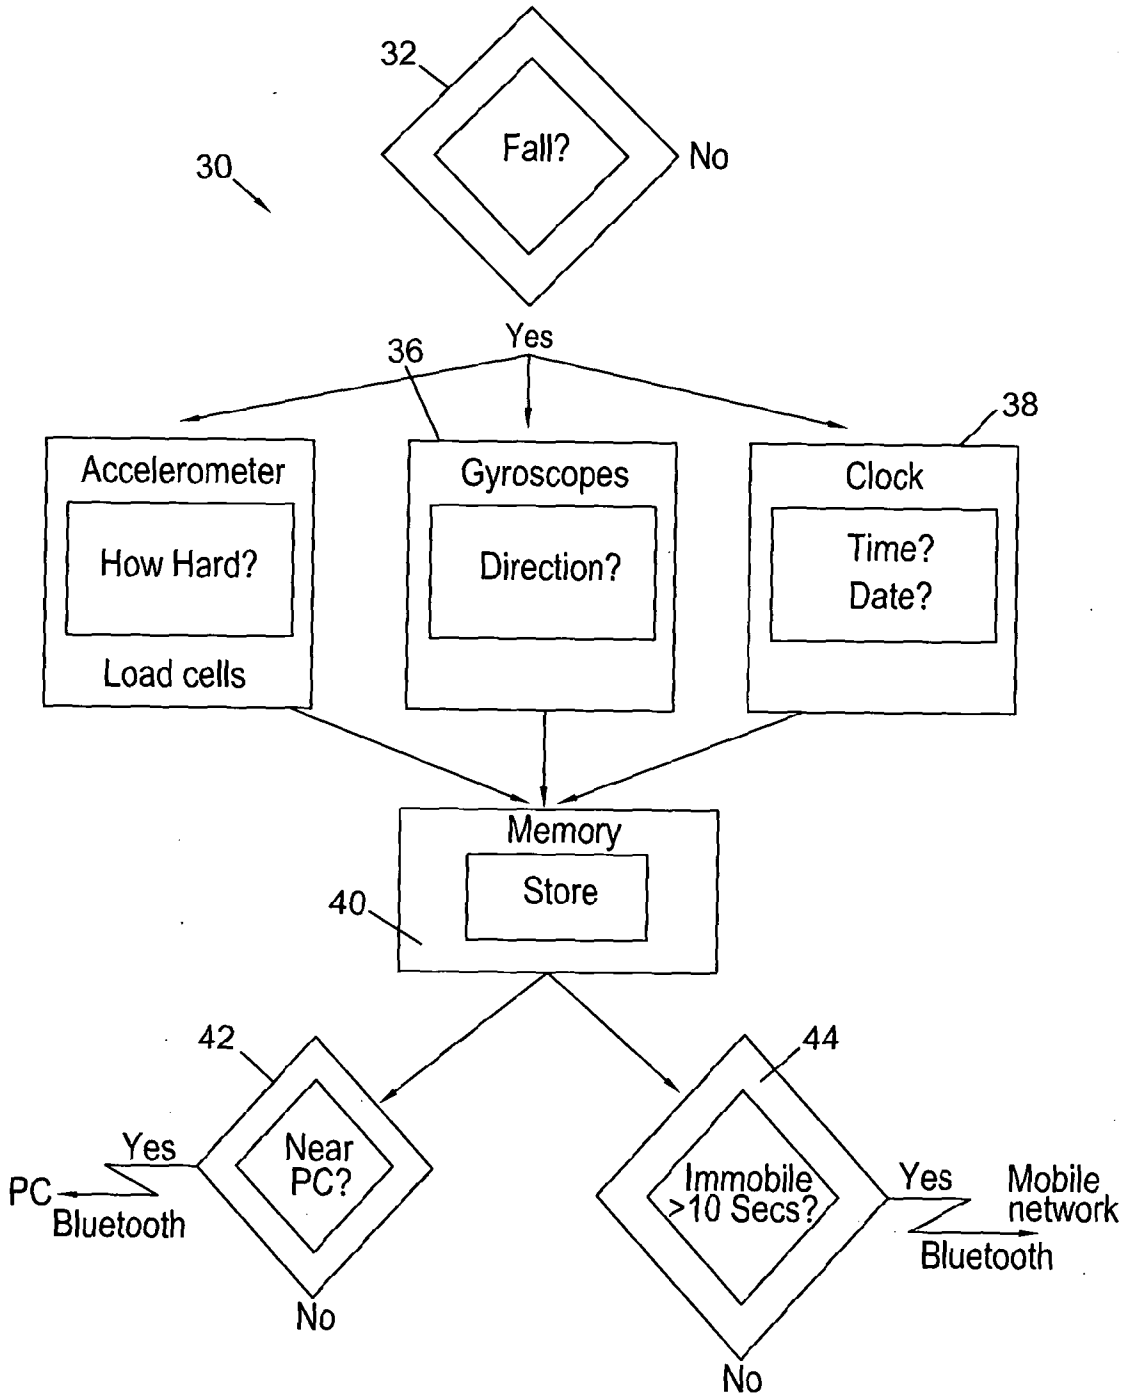 32
Fall?
No
30
Yes
36
38
Accelerometer
How Hard?
Load cells
Gyroscopes
Direction?
Clock
Time?
Date?
Memory
Store
40
42
44
Near
PC?
Yes
PC
Bluetooth
No
Immobile
>10 Secs?
Yes
Mobile
network
Bluetooth
No